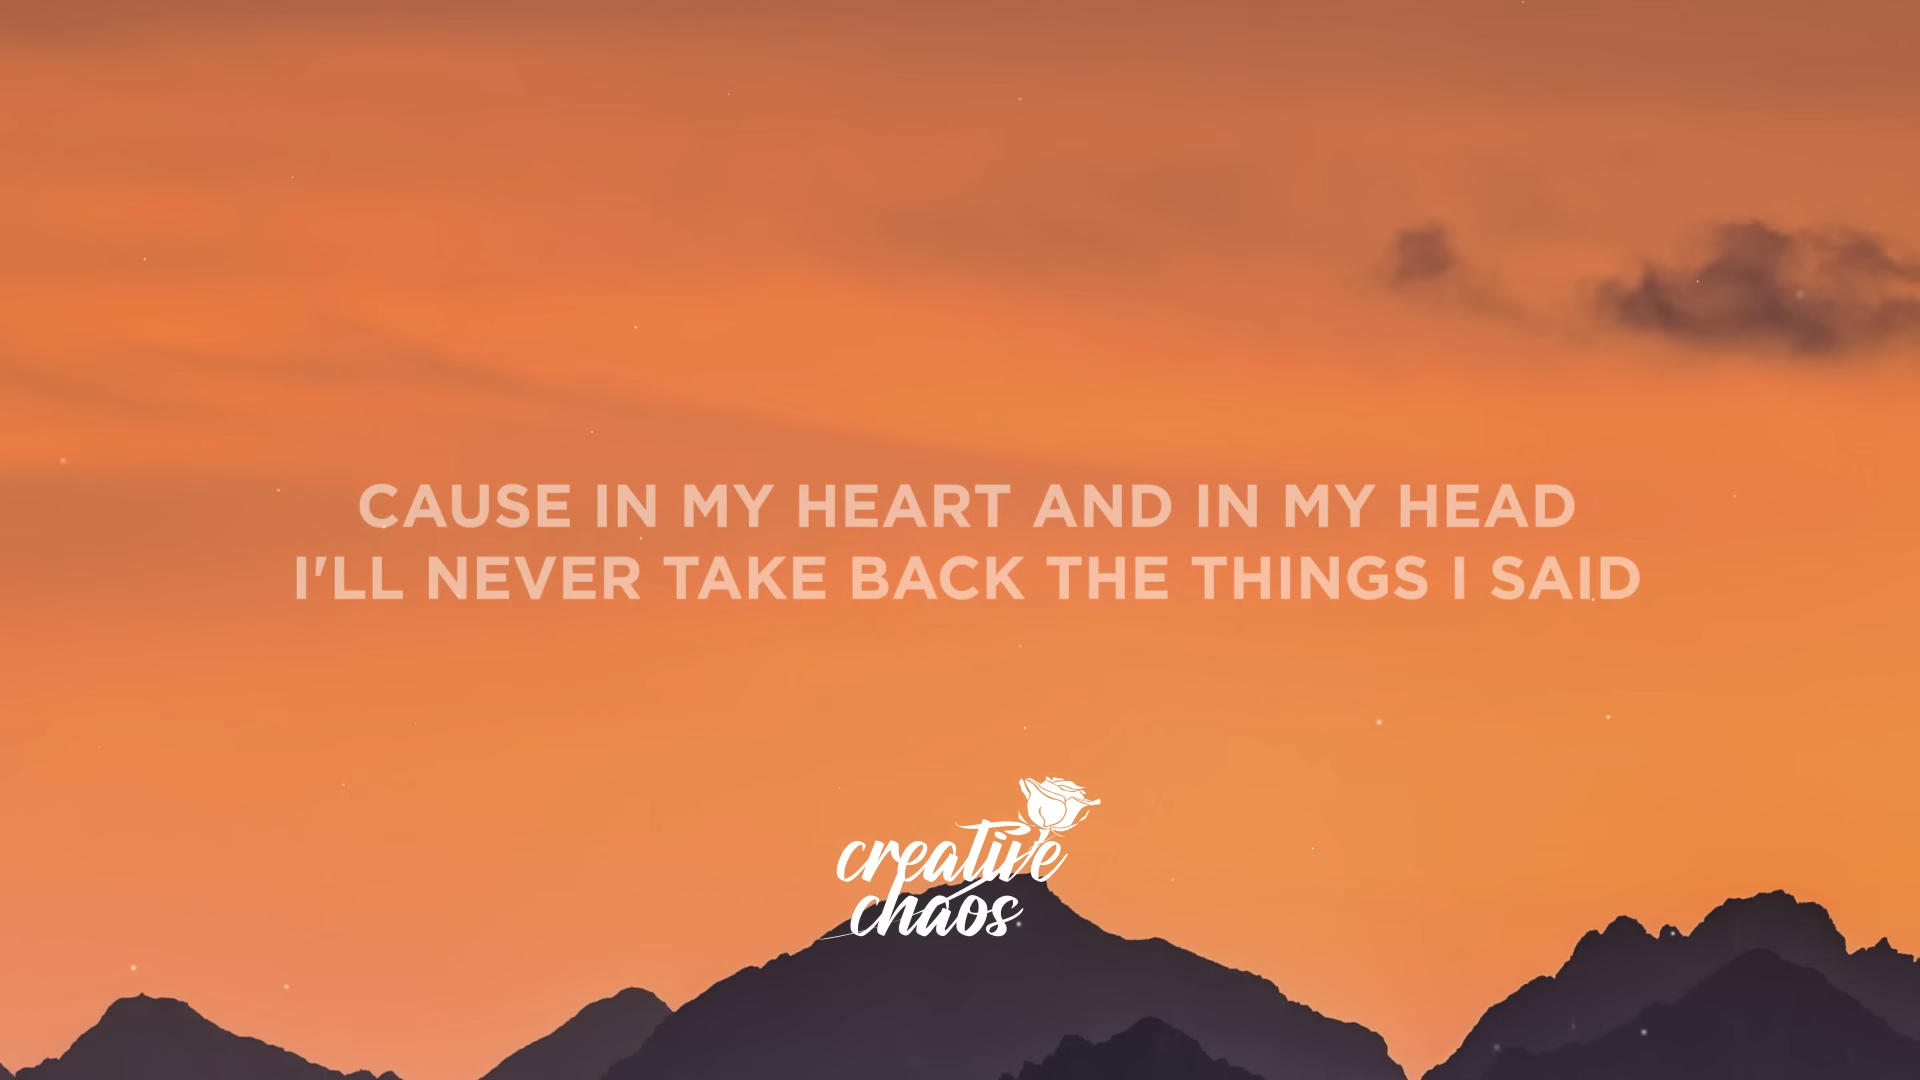 CAUSE IN MY HEART AND IN MY HEAD
I'LL NEVER TAKE BACK THE THINGS I SAID
creative
chaos